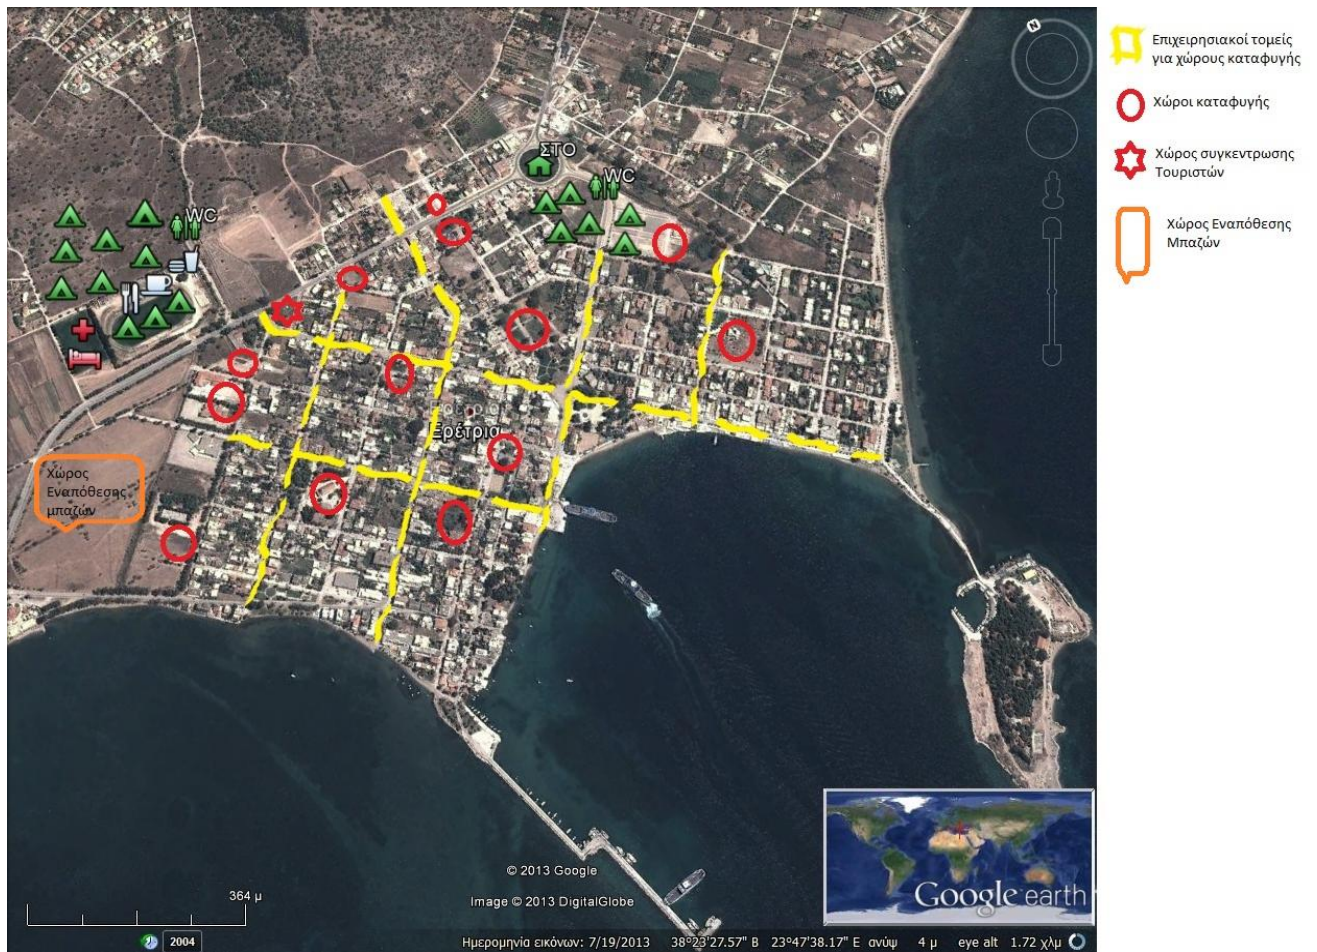 Επιχειρησιακοί τομείς
για χώρους καταφυγής
Χώροι καταφυγής
Χώρος συγκεντρωσης
Τουριστών
Χώρος Εναπόθεσης
Μπαζών
N
ΣΤΟ
WC
WC
Ερέτρια
Χώρος
Εναπόθεσης
μπαζών
© 2013 Google
Image © 2013 DigitalGlobe
Google earth
364 μ
2004
Ημερομηνία εικόνων: 7/19/2013 38°23'27.57" Β 23°47'38.17" Ε ανύψ 4 μ eye alt 1.72 χλμ